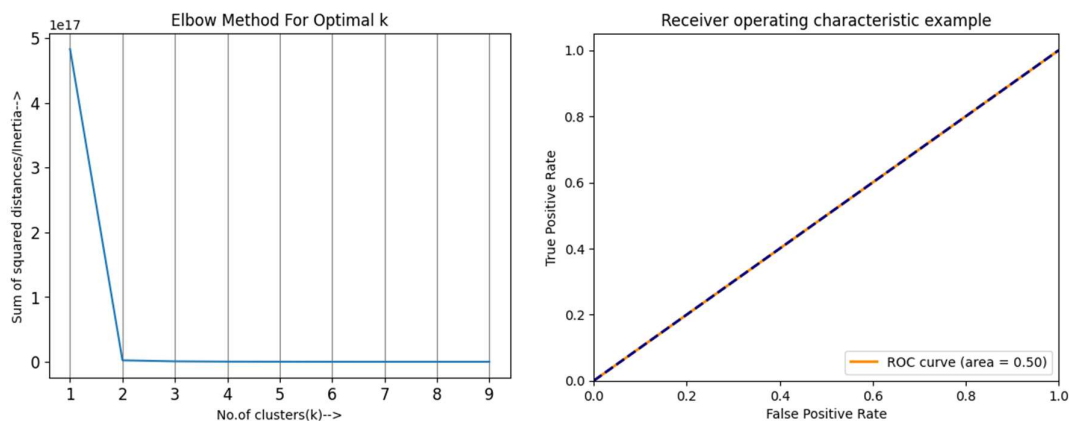 Elbow Method For Optimal k
1e17
5
4
3
2
1
0
Sum of squared distances/Inertia-->
1 2 3 4 5 6 7 8 9
No.of clusters(k)-->
Receiver operating characteristic example
1.0
0.8
0.6
0.4
0.2
0.0
True Positive Rate
ROC curve (area = 0.50)
0.0 0.2 0.4 0.6 0.8 1.0
False Positive Rate